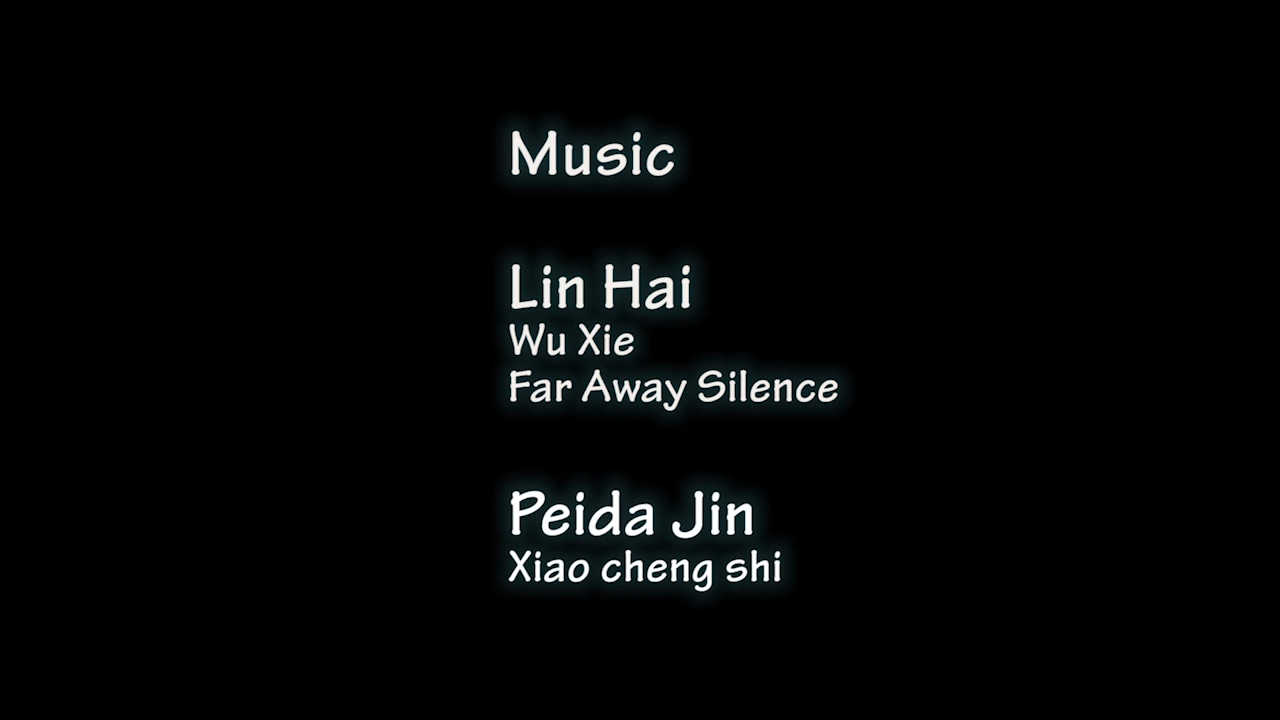 Music
Lin Hai
Wu Xie
Far Away Silence
Peida Jin
Xiao cheng shi